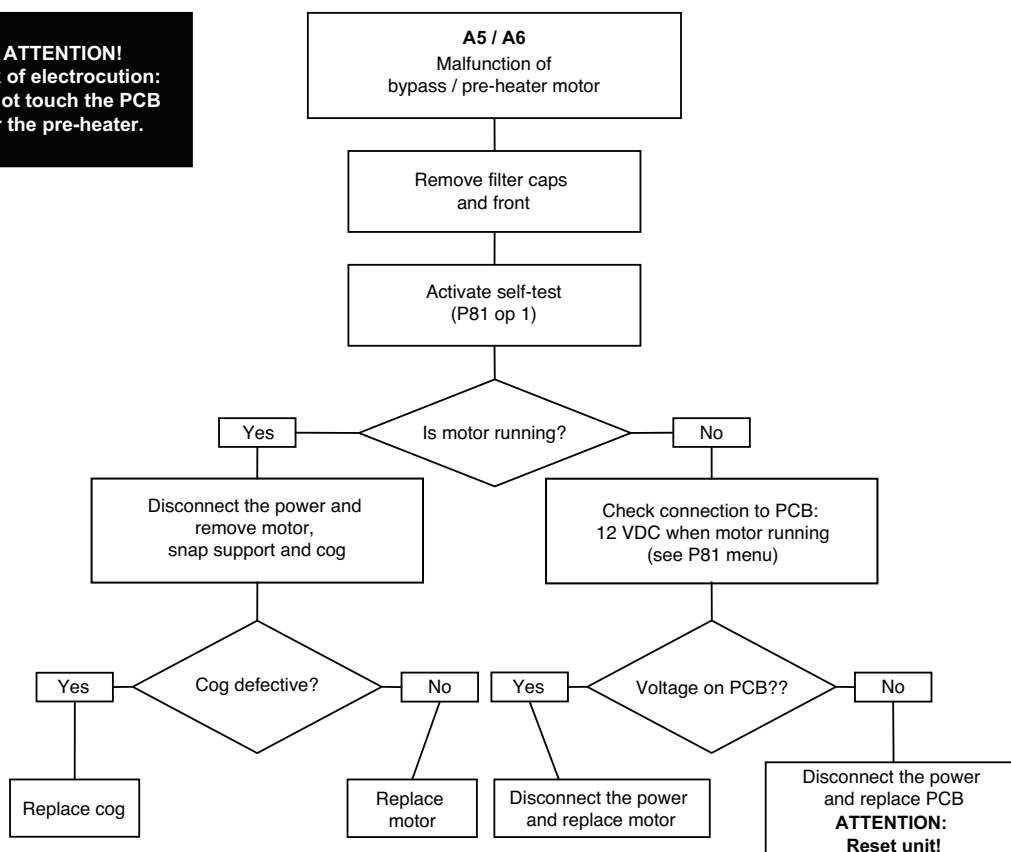 ATTENTION!
of electrocution:
not touch the PCB
the pre-heater.
A5 / A6
Malfunction of
bypass / pre-heater motor
Remove filter caps
and front
Activate self-test
(P81 op 1)
Is motor running?
Yes
No
Disconnect the power and
remove motor,
snap support and cog
Check connection to PCB:
12 VDC when motor running
(see P81 menu)
Cog defective?
Yes
No
Voltage on PCB??
Yes
No
Replace cog
Replace
motor
Disconnect the power
and replace motor
Disconnect the power
and replace PCB
ATTENTION:
Reset unit!